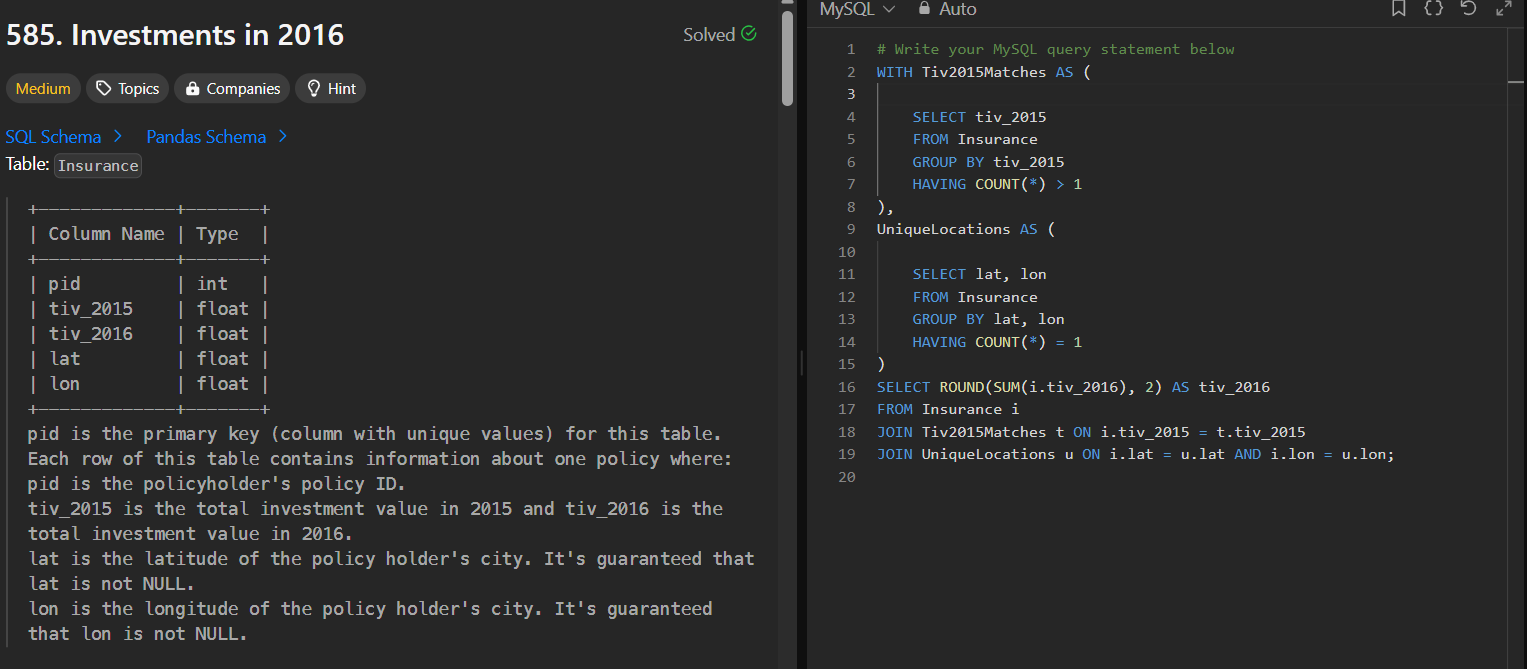 585. Investments in 2016
Solved
Medium Topics Companies Hint
SQL Schema > Pandas Schema >
Table: Insurance
+-------------+-------+
| Column Name | Type  |
+-------------+-------+
| pid         | int   |
| tiv_2015    | float |
| tiv_2016    | float |
| lat         | float |
| lon         | float |
+-------------+-------+
pid is the primary key (column with unique values) for this table.
Each row of this table contains information about one policy where:
pid is the policyholder's policy ID.
tiv_2015 is the total investment value in 2015 and tiv_2016 is the
total investment value in 2016.
lat is the latitude of the policy holder's city. It's guaranteed that
lat is not NULL.
lon is the longitude of the policy holder's city. It's guaranteed
that lon is not NULL.
MySQL Auto
1 # Write your MySQL query statement below
2 WITH Tiv2015Matches AS (
3
4     SELECT tiv_2015
5     FROM Insurance
6     GROUP BY tiv_2015
7     HAVING COUNT(*) > 1
8 ),
9 UniqueLocations AS (
10
11     SELECT lat, lon
12     FROM Insurance
13     GROUP BY lat, lon
14     HAVING COUNT(*) = 1
15 )
16 SELECT ROUND(SUM(i.tiv_2016), 2) AS tiv_2016
17 FROM Insurance i
18 JOIN Tiv2015Matches t ON i.tiv_2015 = t.tiv_2015
19 JOIN UniqueLocations u ON i.lat = u.lat AND i.lon = u.lon;
20